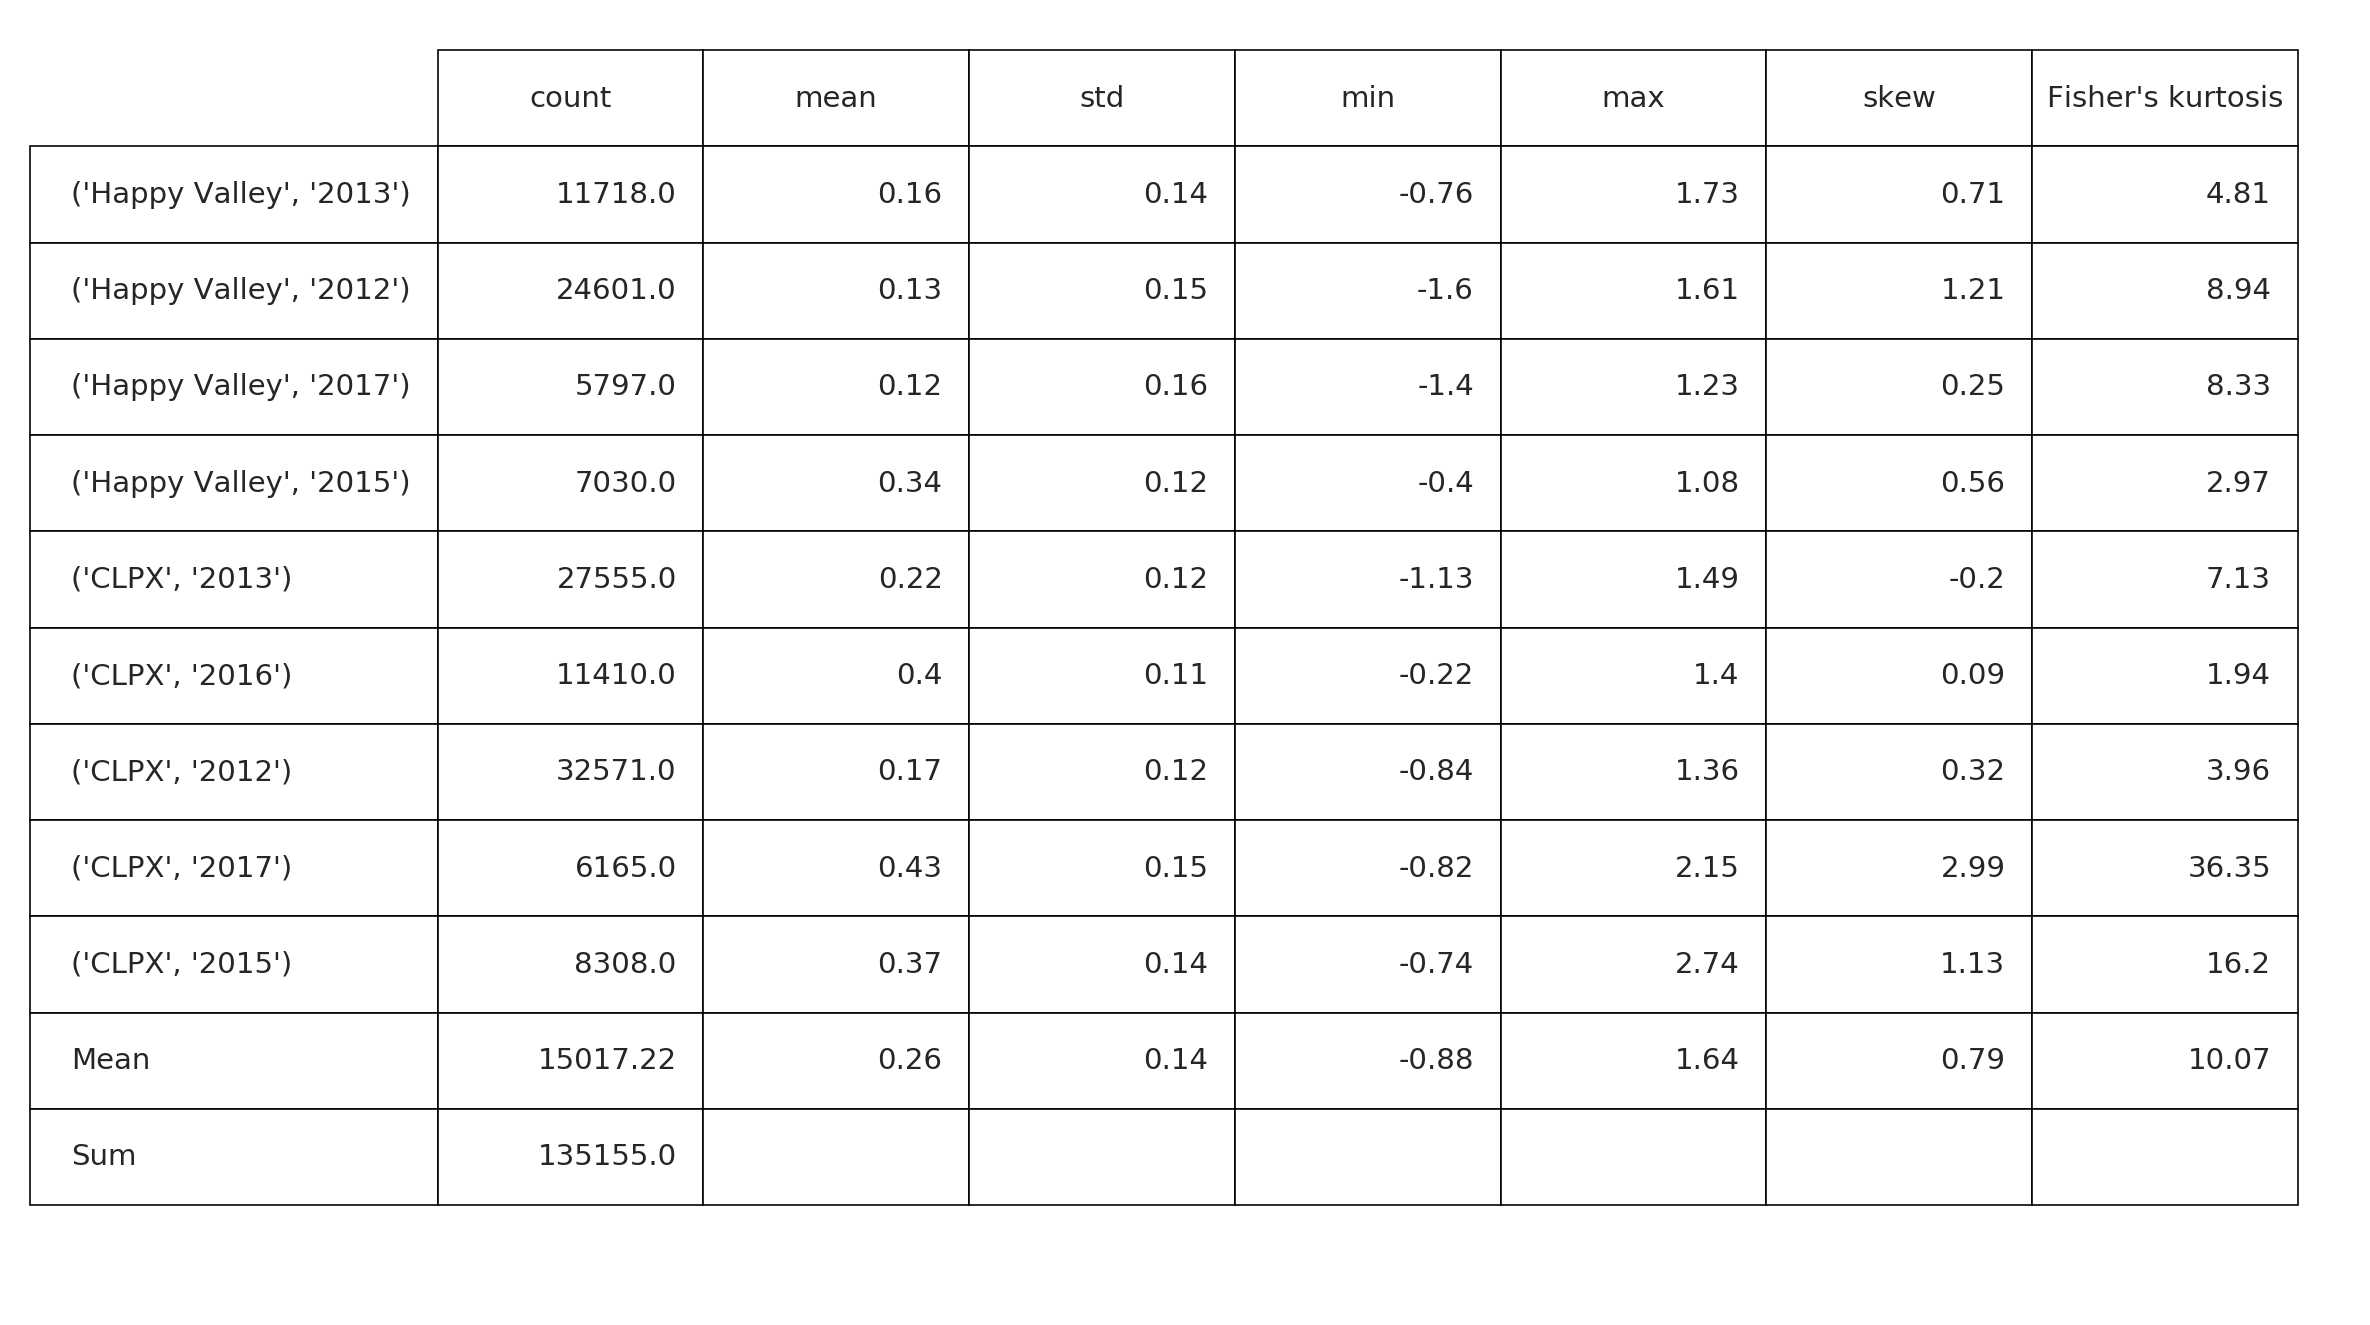 count mean std min max skew Fisher's kurtosis
('Happy Valley', '2013') 11718.0 0.16 0.14 -0.76 1.73 0.71 4.81
('Happy Valley', '2012') 24601.0 0.13 0.15 -1.6 1.61 1.21 8.94
('Happy Valley', '2017') 5797.0 0.12 0.16 -1.4 1.23 0.25 8.33
('Happy Valley', '2015') 7030.0 0.34 0.12 -0.4 1.08 0.56 2.97
('CLPX', '2013') 27555.0 0.22 0.12 -1.13 1.49 -0.2 7.13
('CLPX', '2016') 11410.0 0.4 0.11 -0.22 1.4 0.09 1.94
('CLPX', '2012') 32571.0 0.17 0.12 -0.84 1.36 0.32 3.96
('CLPX', '2017') 6165.0 0.43 0.15 -0.82 2.15 2.99 36.35
('CLPX', '2015') 8308.0 0.37 0.14 -0.74 2.74 1.13 16.2
Mean 15017.22 0.26 0.14 -0.88 1.64 0.79 10.07
Sum 135155.0